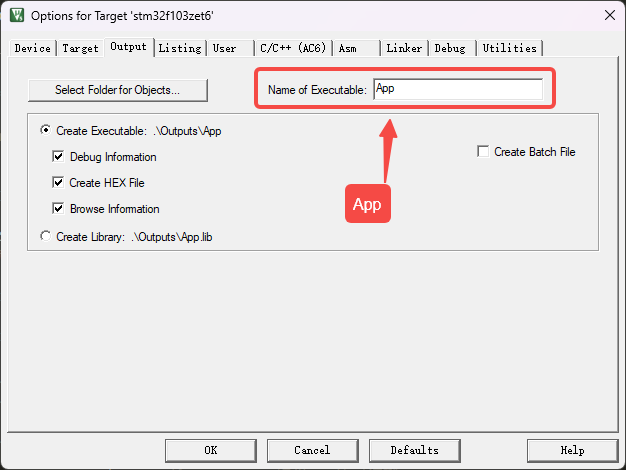 Options for Target 'stm32f103zet6'
Device Target Output Listing User C/C++ (AC6) Asm Linker Debug Utilities
Select Folder for Objects... Name of Executable: App
Create Executable: .\Outputs\App
Debug Information Create Batch File
Create HEX File
Browse Information
App
Create Library: .\Outputs\App.lib
OK Cancel Defaults Help